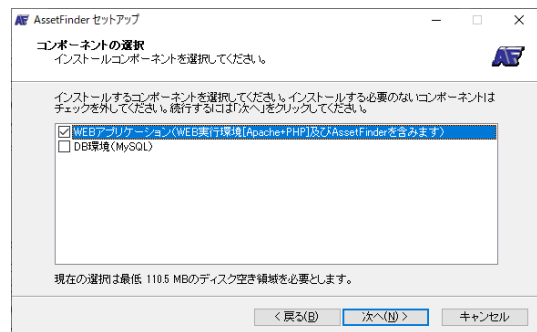 AF AssetFinder セットアップ
コンポーネントの選択
インストールコンポーネントを選択してください。
AF
インストールするコンポーネントを選択してください。インストールする必要のないコンポーネントは
チェックを外してください。続行するには「次へ」をクリックしてください。
WEBアプリケーション(WEB実行環境[Apache+PHP]及びAssetFinderを含みます)
DB環境(MySQL)
現在の選択は最低 110.5 MBのディスク空き領域を必要とします。
< 戻る(B) 次へ(N) > キャンセル